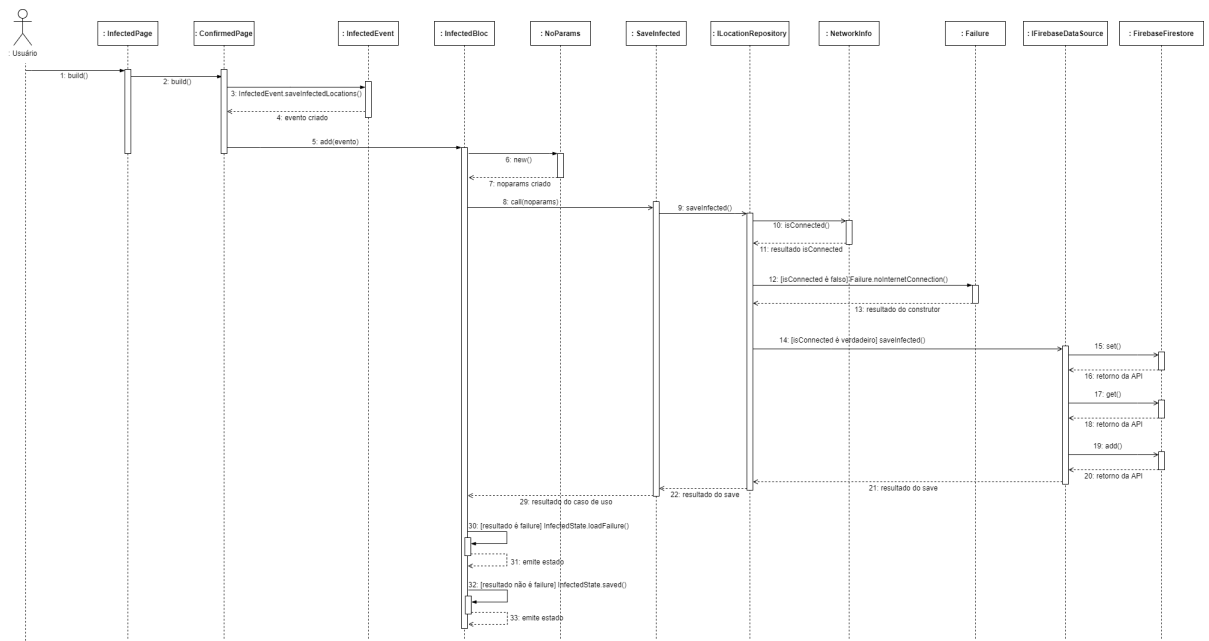 : Usuário
: InfectedPage
: ConfirmedPage
: InfectedEvent
: InfectedBloc
: NoParams
: SaveInfected
: ILocationRepository
: NetworkInfo
: Failure
: IFirebaseDataSource
: FirebaseFirestore
1: build()
2: build()
3: InfectedEvent.saveInfectedLocations()
4: evento criado
5: add(evento)
6: new()
7: noparams criado
8: call(noparams)
9: saveInfected()
10: isConnected()
11: resultado isConnected
12: [isConnected é falso] Failure.noInternetConnection()
13: resultado do construtor
14: [isConnected é verdadeiro] saveInfected()
15: set()
16: retorno da API
17: get()
18: retorno da API
19: add()
20: retorno da API
21: resultado do save
22: resultado do save
29: resultado do caso de uso
30: [resultado é failure] InfectedState.loadFailure()
31: emite estado
32: [resultado não é failure] InfectedState.saved()
33: emite estado